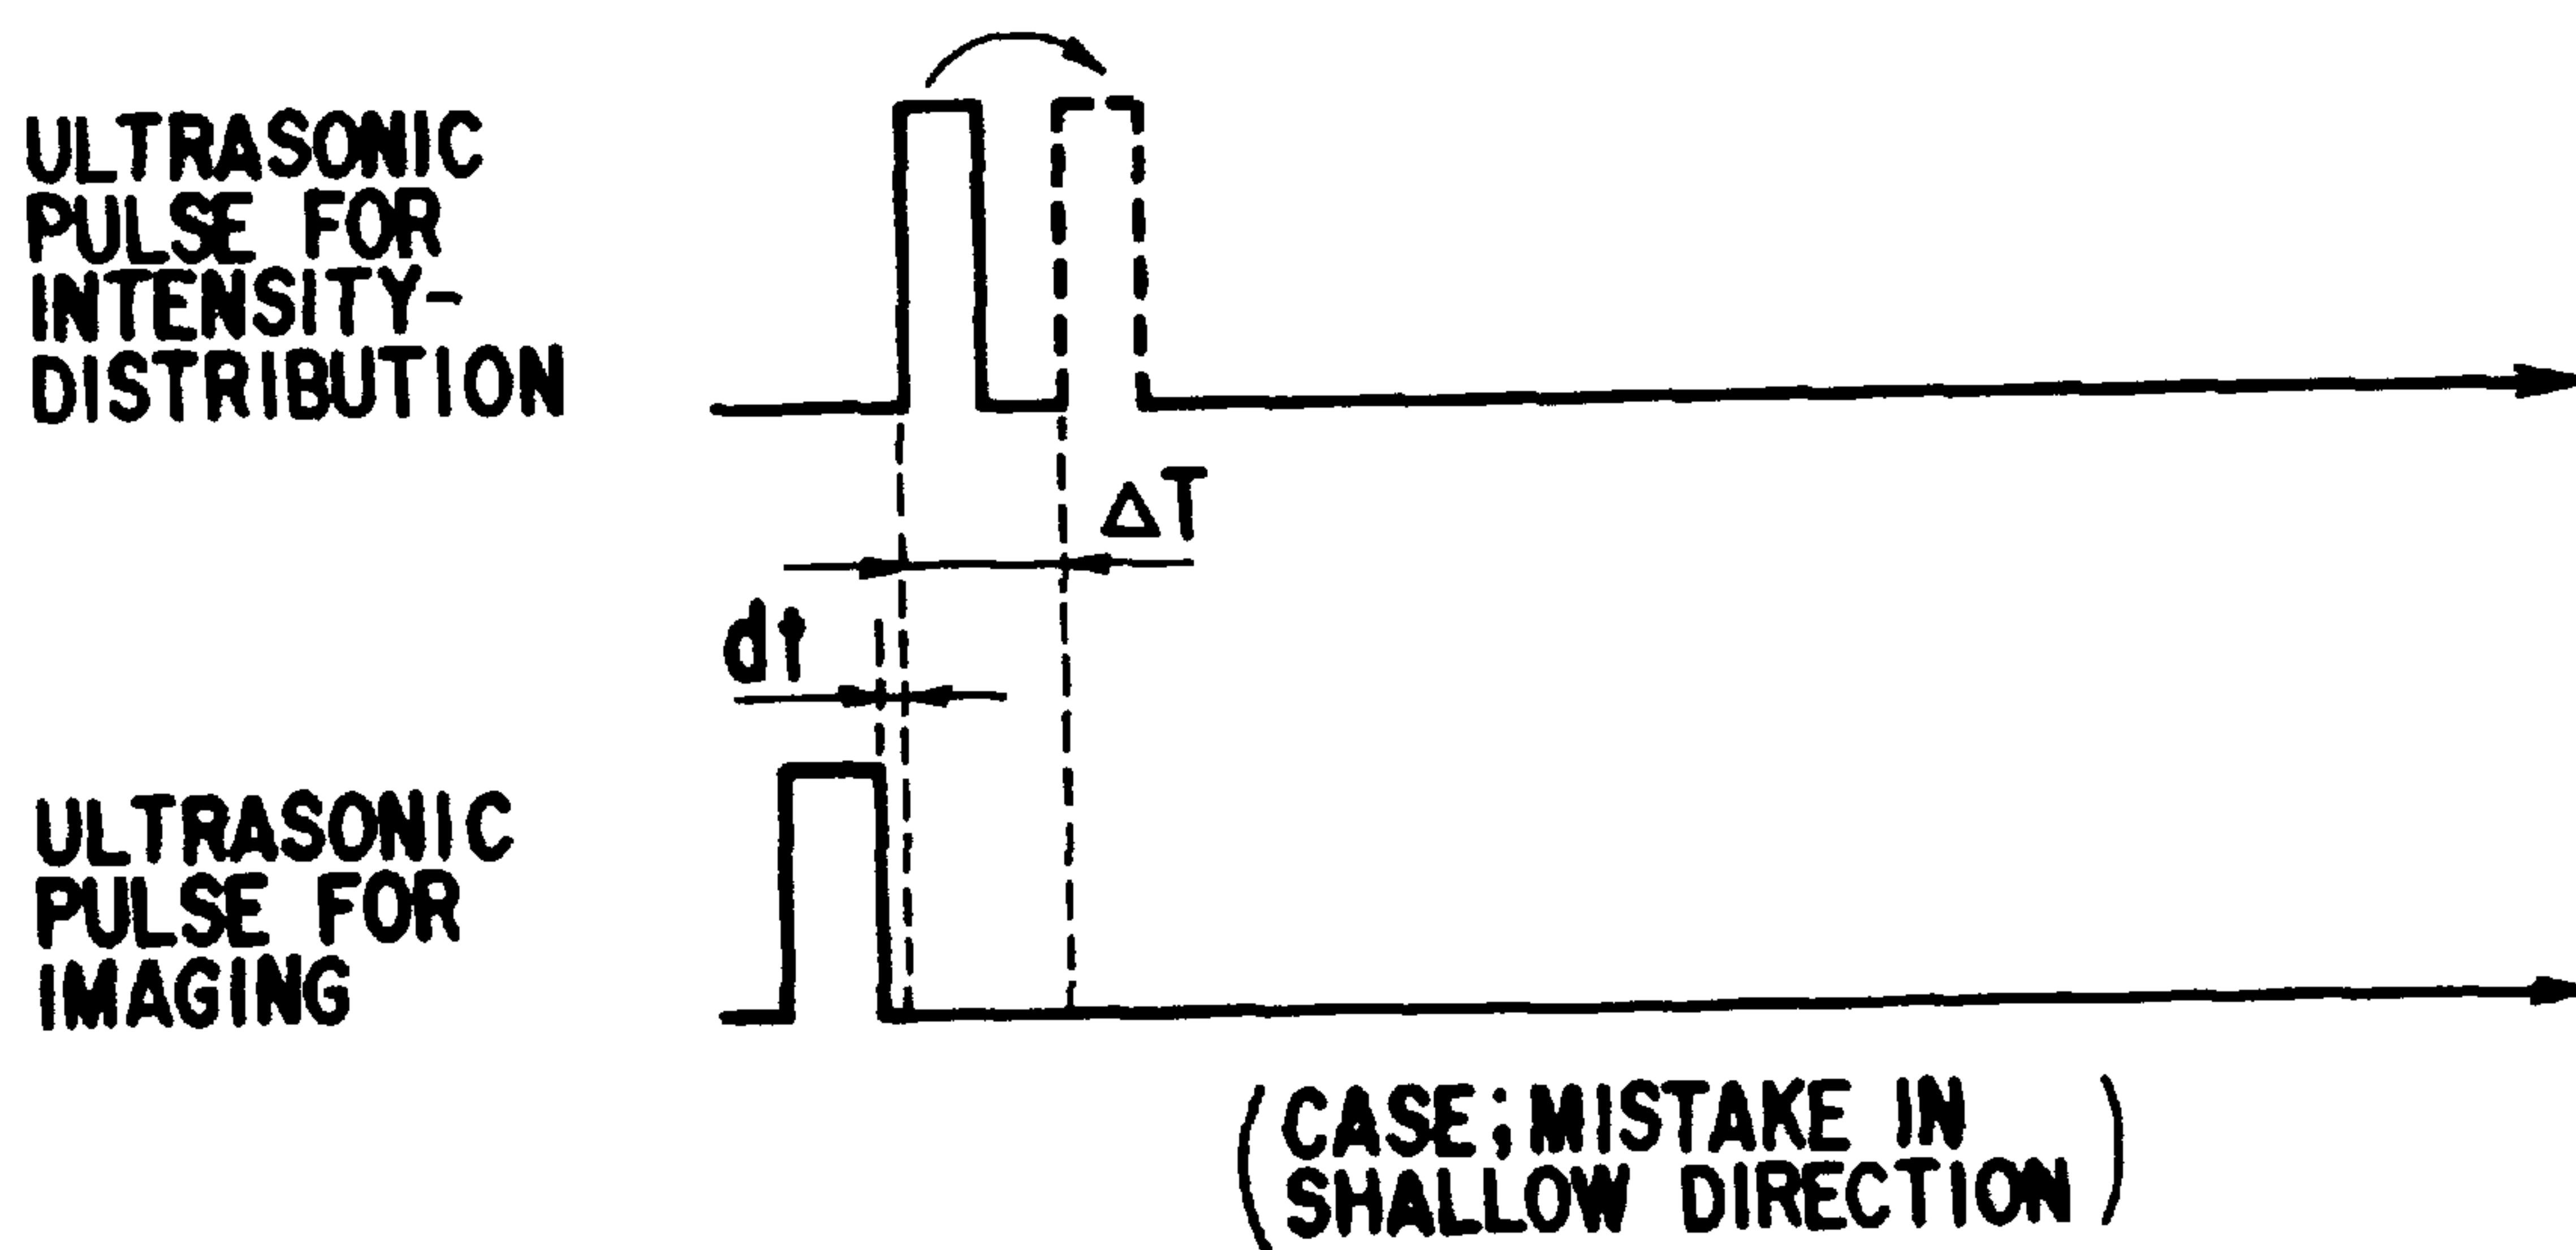 ULTRASONIC
PULSE FOR
INTENSITY-
DISTRIBUTION
ΔT
dt
ULTRASONIC
PULSE FOR
IMAGING
(CASE;MISTAKE IN
SHALLOW DIRECTION)